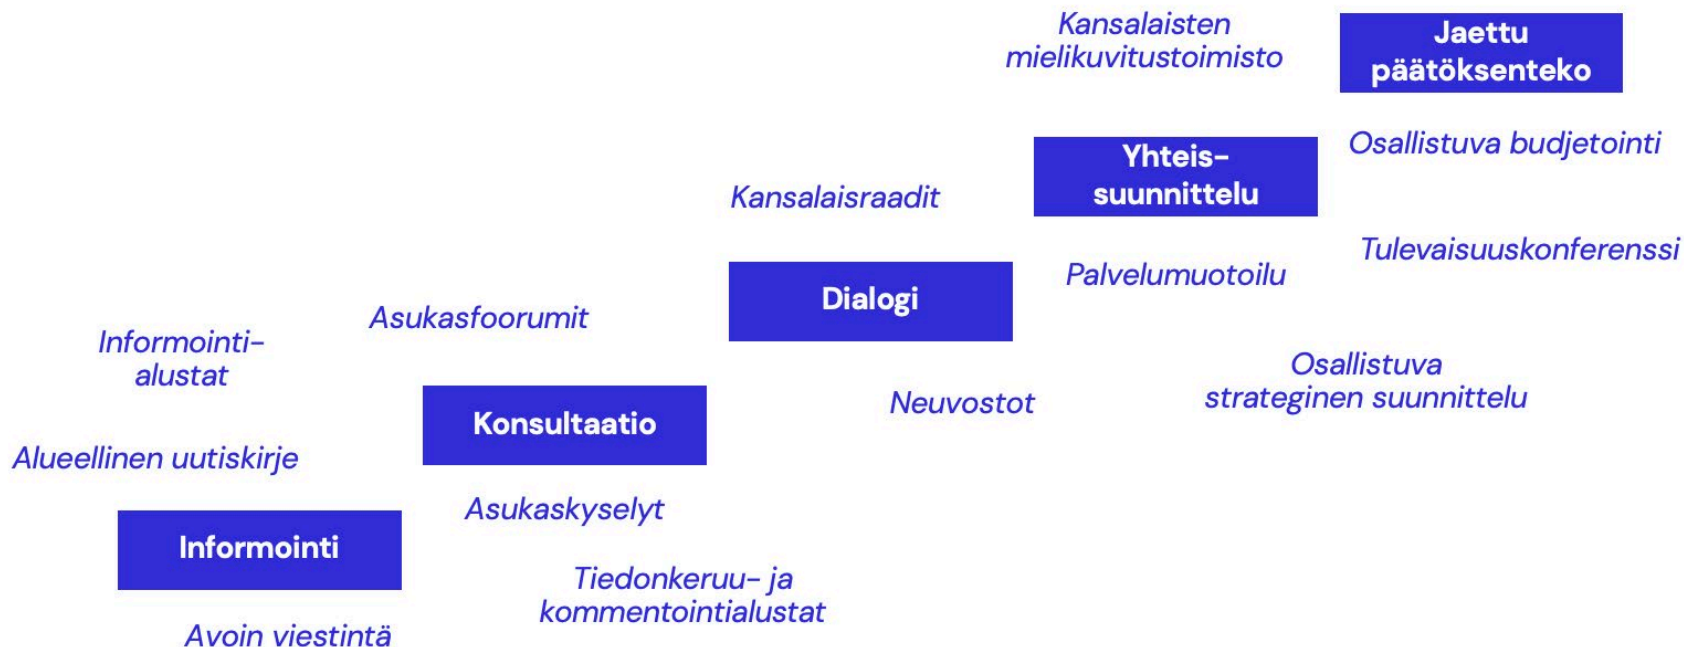 Kansalaisten
mielikuvitustoimisto
Jaettu
päätöksenteko
Osallistuva budjetointi
Yhteis-
suunnittelu
Kansalaisraadit
Tulevaisuuskonferenssi
Palvelumuotoilu
Dialogi
Asukasfoorumit
Informointi-
alustat
Osallistuva
strateginen suunnittelu
Neuvostot
Konsultaatio
Alueellinen uutiskirje
Asukaskyselyt
Informointi
Tiedonkeruu- ja
kommentointialustat
Avoin viestintä